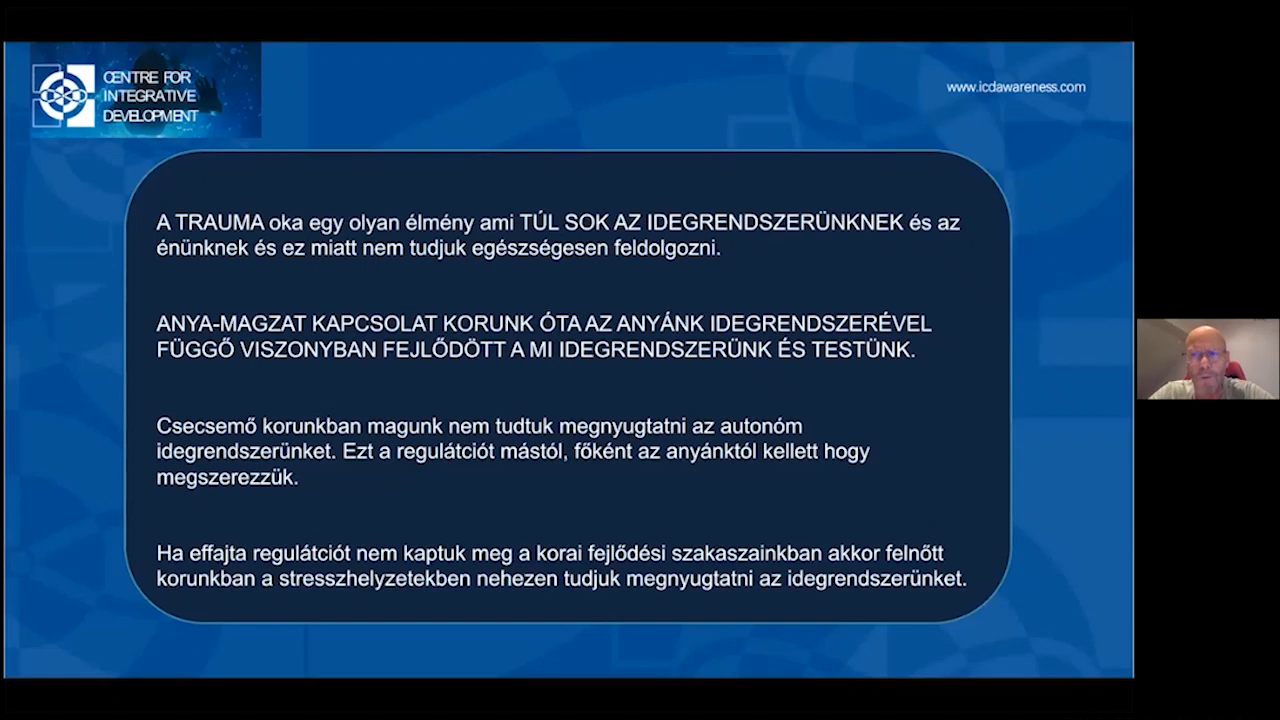 CENTRE FOR
INTEGRATIVE
DEVELOPMENT
www.icdawareness.com
A TRAUMA oka egy olyan élmény ami TÚL SOK AZ IDEGRENDSZERÜNKNEK és az
énünknek és ez miatt nem tudjuk egészségesen feldolgozni.
ANYA-MAGZAT KAPCSOLAT KORUNK ÓTA AZ ANYÁNK IDEGRENDSZERÉVEL
FÜGGŐ VISZONYBAN FEJLŐDÖTT A MI IDEGRENDSZERÜNK ÉS TESTÜNK.
Csecsemő korunkban magunk nem tudtuk megnyugtatni az autonóm
idegrendszerünket. Ezt a regulátciót mástól, főként az anyánktól kellett hogy
megszerezzük.
Ha effajta regulátciót nem kaptuk meg a korai fejlődési szakaszainkban akkor felnőtt
korunkban a stresszhelyzetekben nehezen tudjuk megnyugtatni az idegrendszerünket.